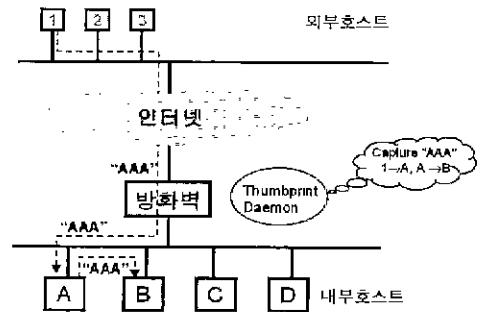 1 2 3
외부호스트
인터넷
"AAA"
방화벽
Thumbprint
Daemon
Capture "AAA"
1→A, A→B
"AAA"
"AAA"
A B C D
내부호스트